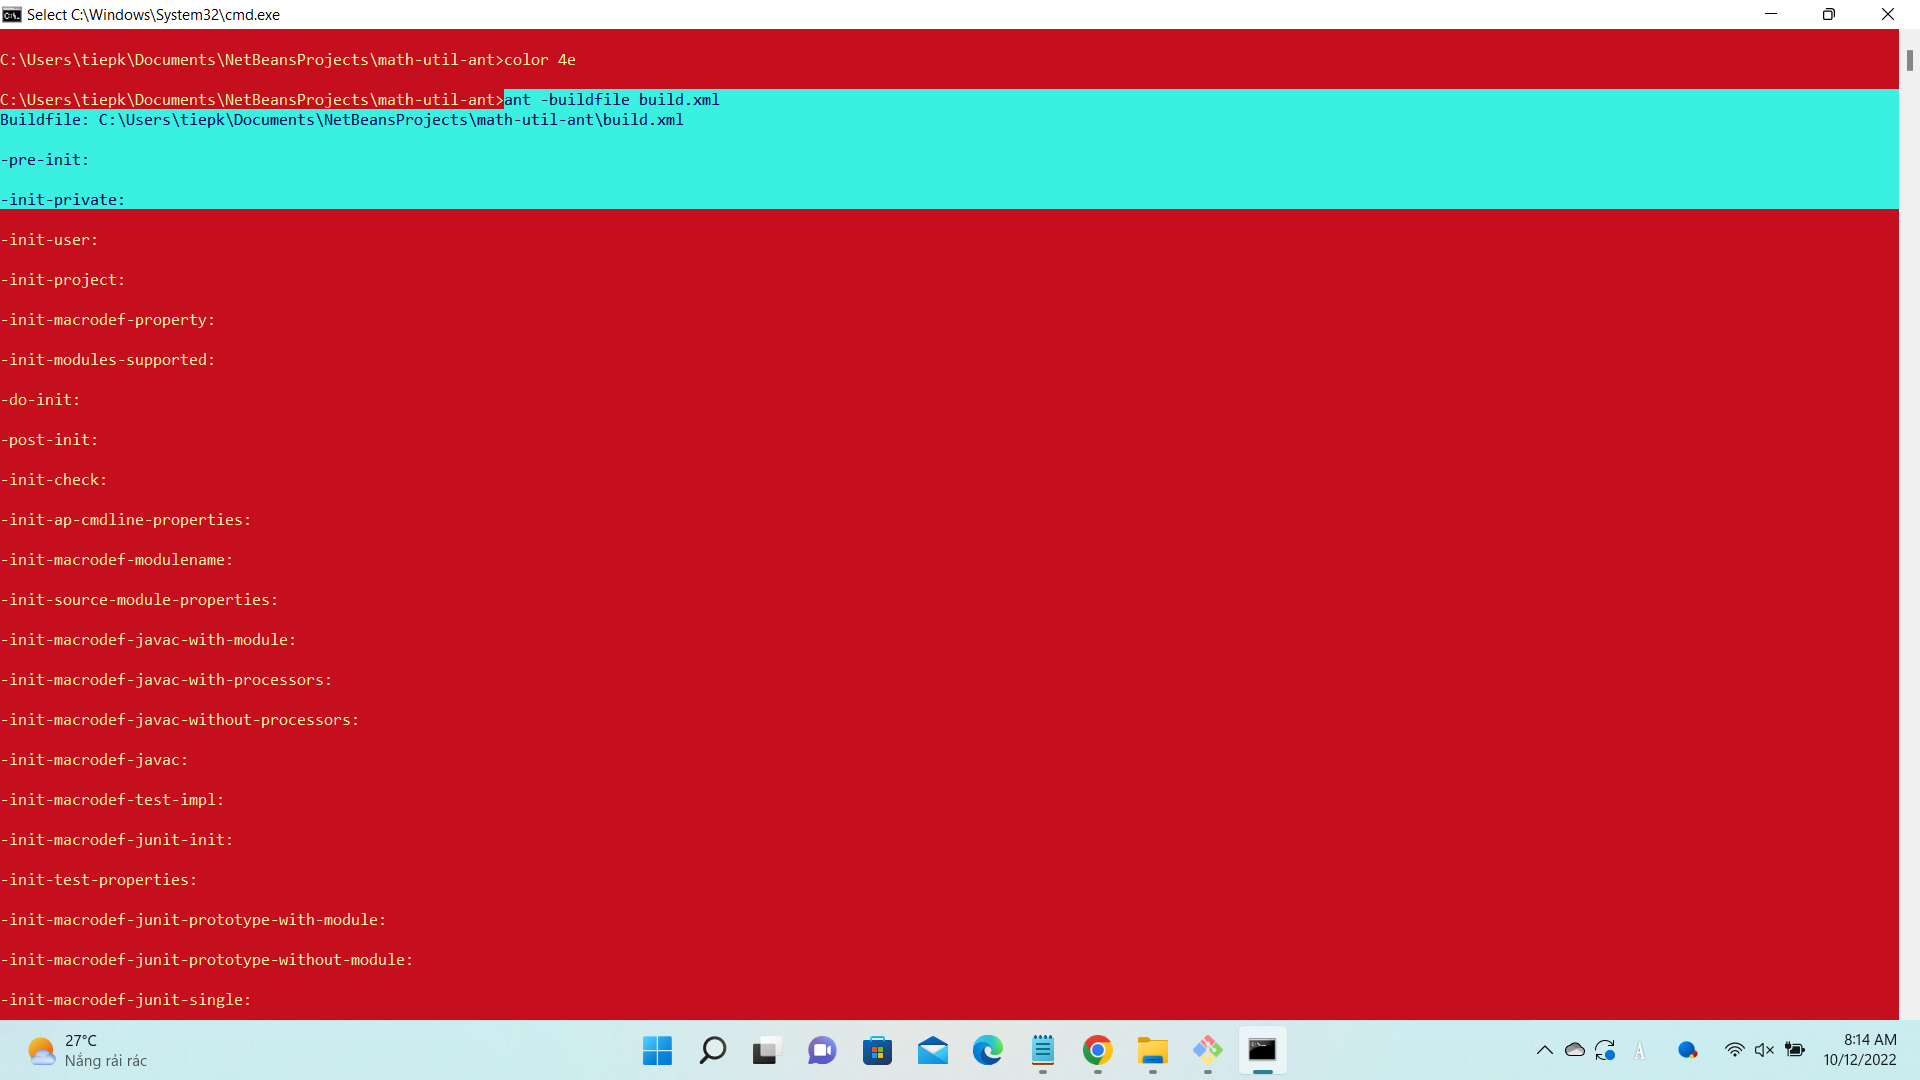 Select C:\Windows\System32\cmd.exe
C:\Users\tiepk\Documents\NetBeansProjects\math-util-ant>color 4e
C:\Users\tiepk\Documents\NetBeansProjects\math-util-ant>ant -buildfile build.xml
Buildfile: C:\Users\tiepk\Documents\NetBeansProjects\math-util-ant\build.xml
-pre-init:
-init-private:
-init-user:
-init-project:
-init-macrodef-property:
-init-modules-supported:
-do-init:
-post-init:
-init-check:
-init-ap-cmdline-properties:
-init-macrodef-modulename:
-init-source-module-properties:
-init-macrodef-javac-with-module:
-init-macrodef-javac-with-processors:
-init-macrodef-javac-without-processors:
-init-macrodef-javac:
-init-macrodef-test-impl:
-init-macrodef-junit-init:
-init-test-properties:
-init-macrodef-junit-prototype-with-module:
-init-macrodef-junit-prototype-without-module:
-init-macrodef-junit-single:
27°C
Nắng rải rác
8:14 AM
10/12/2022